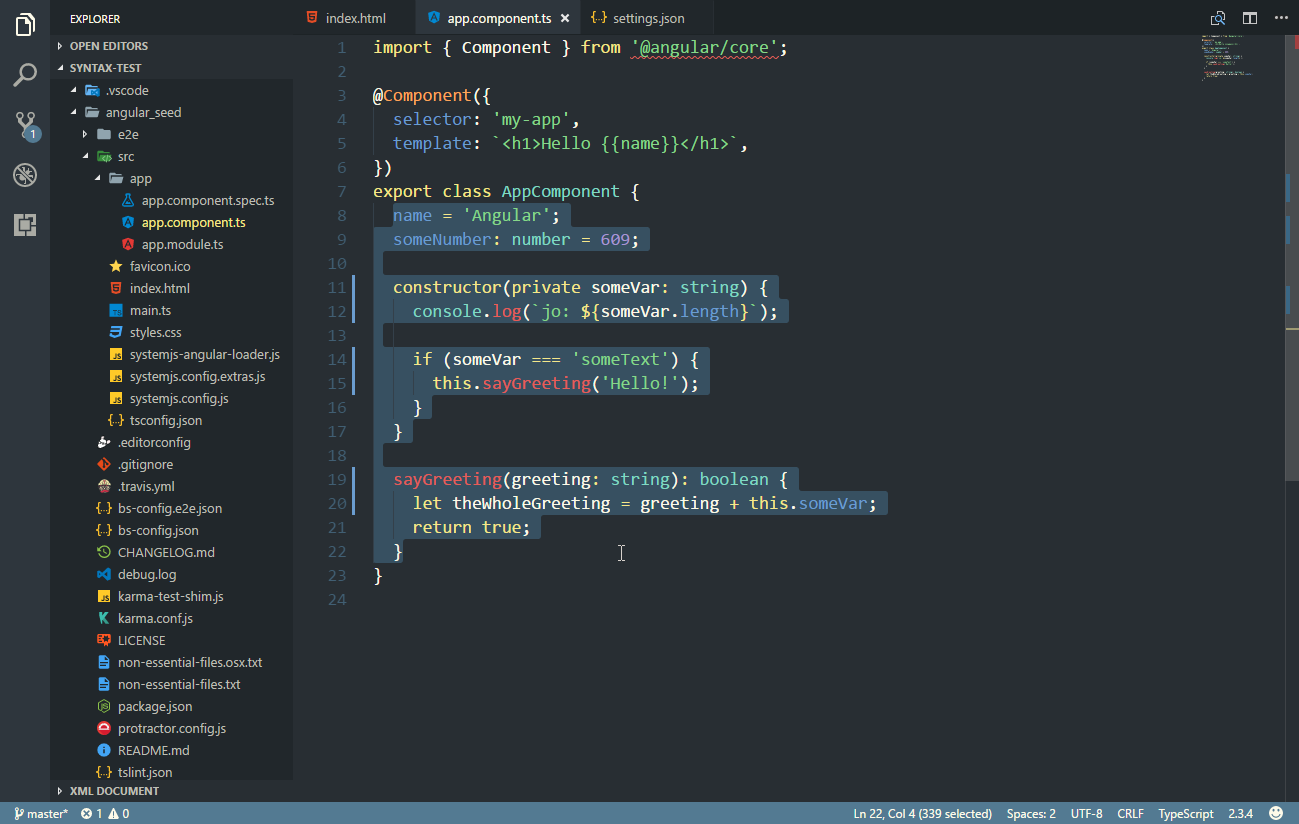 EXPLORER
OPEN EDITORS
SYNTAX-TEST
.vscode
angular_seed
e2e
src
app
app.component.spec.ts
app.component.ts
app.module.ts
favicon.ico
index.html
main.ts
styles.css
systemjs-angular-loader.js
systemjs.config.extras.js
systemjs.config.js
{..} tsconfig.json
.editorconfig
.gitignore
.travis.yml
{..} bs-config.e2e.json
{..} bs-config.json
CHANGELOG.md
debug.log
karma-test-shim.js
karma.conf.js
LICENSE
non-essential-files.osx.txt
non-essential-files.txt
package.json
protractor.config.js
README.md
{..} tslint.json
XML DOCUMENT
1
index.html app.component.ts × {..} settings.json
1 import { Component } from '@angular/core';
2
3 @Component({
4   selector: 'my-app',
5   template: `<h1>Hello {{name}}</h1>`,
6 })
7 export class AppComponent {
8   name = 'Angular';
9   someNumber: number = 609;
10
11   constructor(private someVar: string) {
12     console.log(`jo: ${someVar.length}`);
13
14     if (someVar === 'someText') {
15       this.sayGreeting('Hello!');
16     }
17   }
18
19   sayGreeting(greeting: string): boolean {
20     let theWholeGreeting = greeting + this.someVar;
21     return true;
22   }
23 }
24
master* 1 0 Ln 22, Col 4 (339 selected) Spaces: 2 UTF-8 CRLF TypeScript 2.3.4